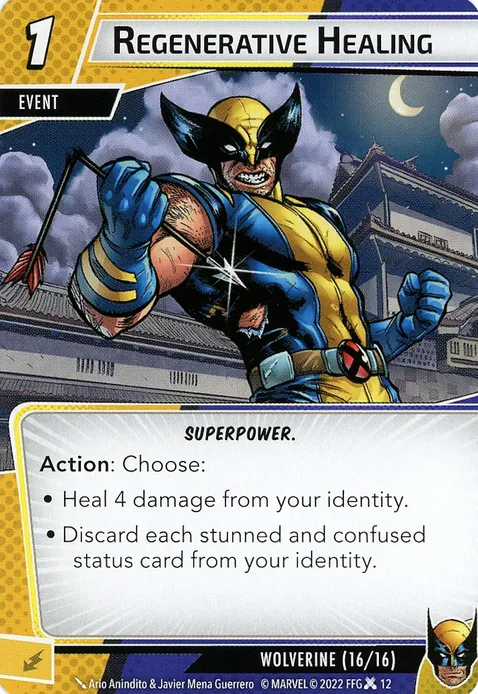 1
REGENERATIVE HEALING
EVENT
SUPERPOWER.
Action: Choose:
• Heal 4 damage from your identity.
• Discard each stunned and confused
status card from your identity.
WOLVERINE (16/16)
Ario Anindito & Javier Mena Guerrero © MARVEL © 2022 FFG 12